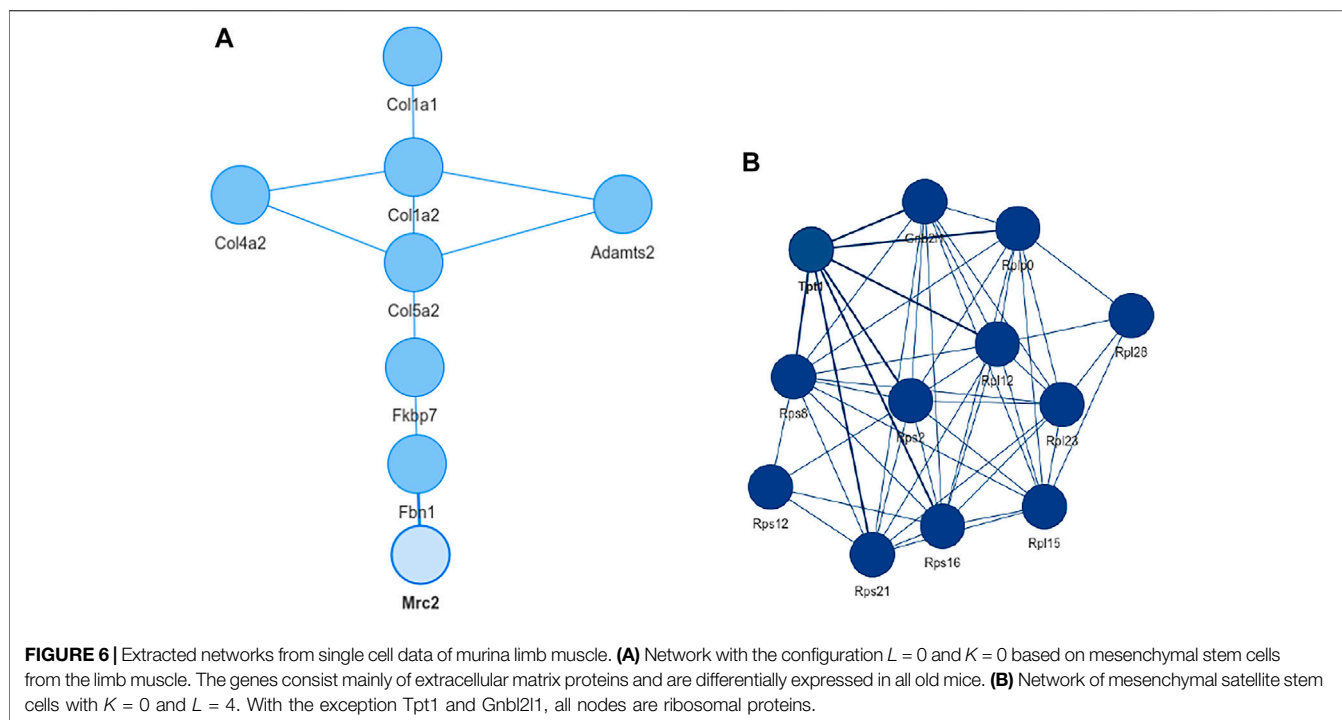 A
Col1a1
Col1a2
Col4a2
Adamts2
Col5a2
Fkbp7
Fbn1
Mrc2
B
Gnb2l1
Rplp0
Tpt1
Rpl28
Rpl12
Rps8
Rps2
Rpl23
Rps12
Rpl15
Rps16
Rps21
FIGURE 6 | Extracted networks from single cell data of murina limb muscle. (A) Network with the configuration L = 0 and K = 0 based on mesenchymal stem cells
from the limb muscle. The genes consist mainly of extracellular matrix proteins and are differentially expressed in all old mice. (B) Network of mesenchymal satellite stem
cells with K = 0 and L = 4. With the exception Tpt1 and Gnbl2l1, all nodes are ribosomal proteins.